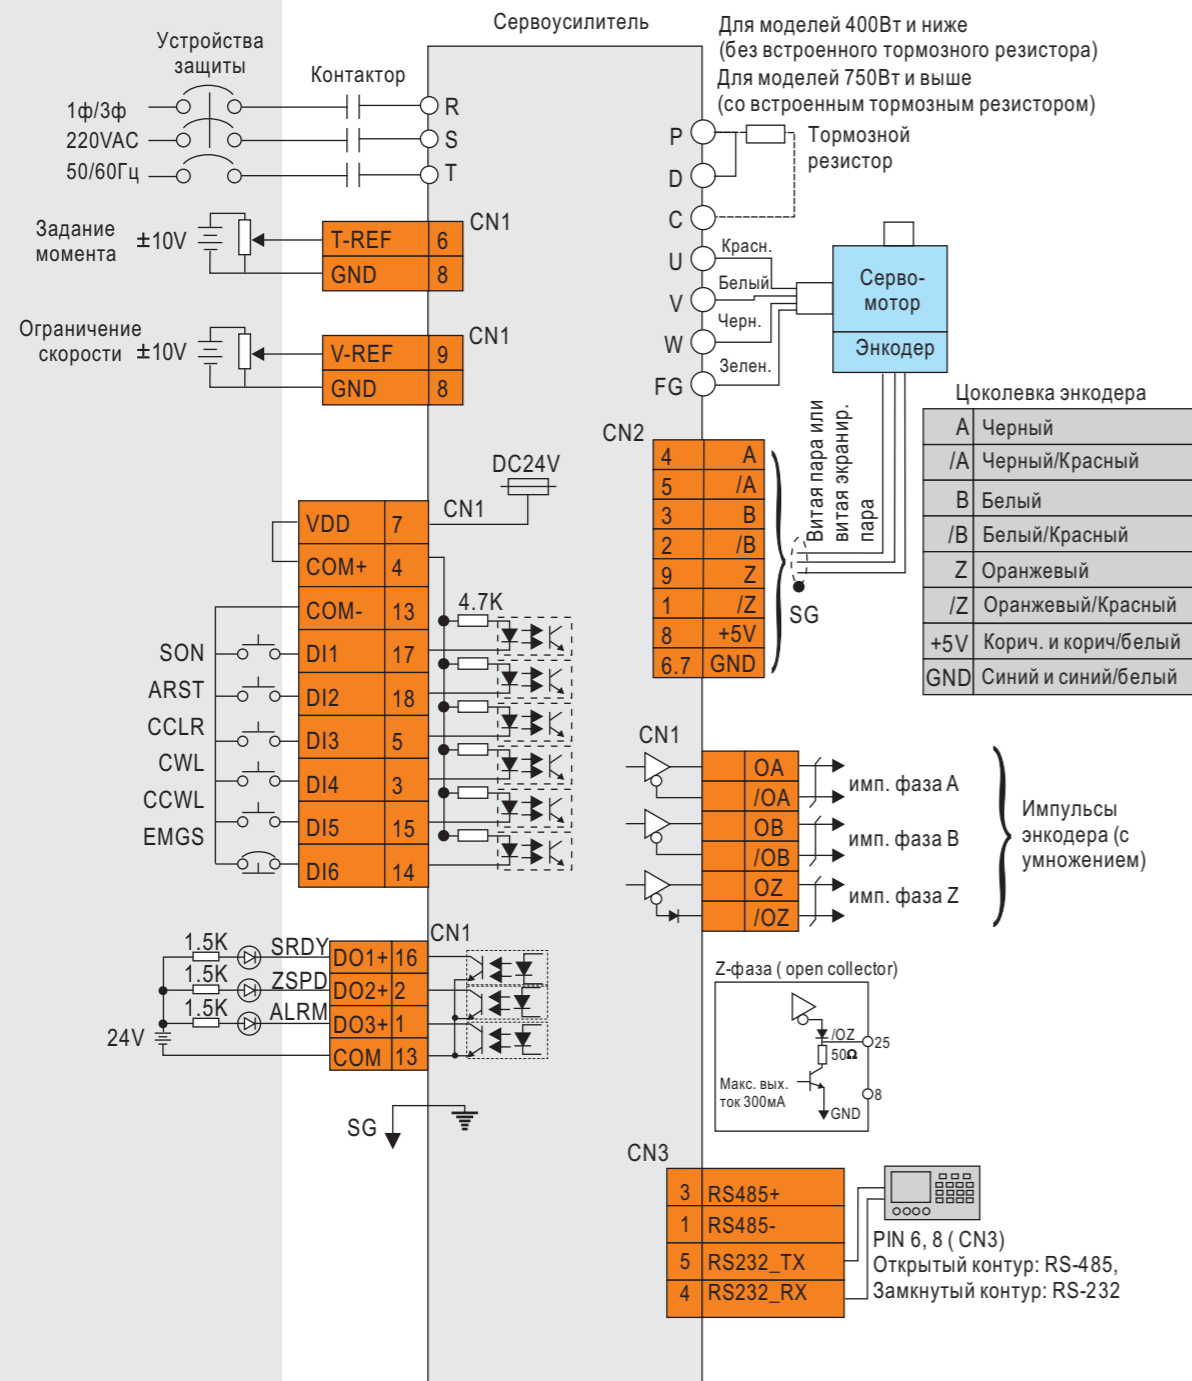 Сервоусилитель
Для моделей 400Вт и ниже
(без встроенного тормозного резистора)
Для моделей 750Вт и выше
(со встроенным тормозным резистором)
Устройства
защиты
Контактор
1ф/3ф
220VAC
50/60Гц
R
S
T
P
D
C
Тормозной
резистор
Задание
момента
±10V
T-REF 6
GND 8
CN1
Ограничение
скорости
±10V
V-REF 9
GND 8
CN1
U
V
W
FG
Красн.
Белый
Черн.
Зелен.
Серво-
мотор
Энкодер
Витая пара или
витая экранир.
пара
SG
Цоколевка энкодера
A Черный
/A Черный/Красный
B Белый
/B Белый/Красный
Z Оранжевый
/Z Оранжевый/Красный
+5V Корич. и корич/белый
GND Синий и синий/белый
CN2
4 A
5 /A
3 B
2 /B
9 Z
1 /Z
8 +5V
6.7 GND
DC24V
CN1
VDD 7
COM+ 4
COM- 13
DI1 17
DI2 18
DI3 5
DI4 3
DI5 15
DI6 14
4.7K
SON
ARST
CCLR
CWL
CCWL
EMGS
CN1
OA
/OA
OB
/OB
OZ
/OZ
имп. фаза A
имп. фаза B
имп. фаза Z
Импульсы
энкодера (с
умножением)
CN1
1.5K SRDY DO1+ 16
1.5K ZSPD DO2+ 2
1.5K ALRM DO3+ 1
24V COM 13
SG
Z-фаза ( open collector)
/OZ
50Ω
25
8
GND
Макс. вых.
ток 300мА
CN3
3 RS485+
1 RS485-
5 RS232_TX
4 RS232_RX
PIN 6, 8 ( CN3)
Открытый контур: RS-485,
Замкнутый контур: RS-232